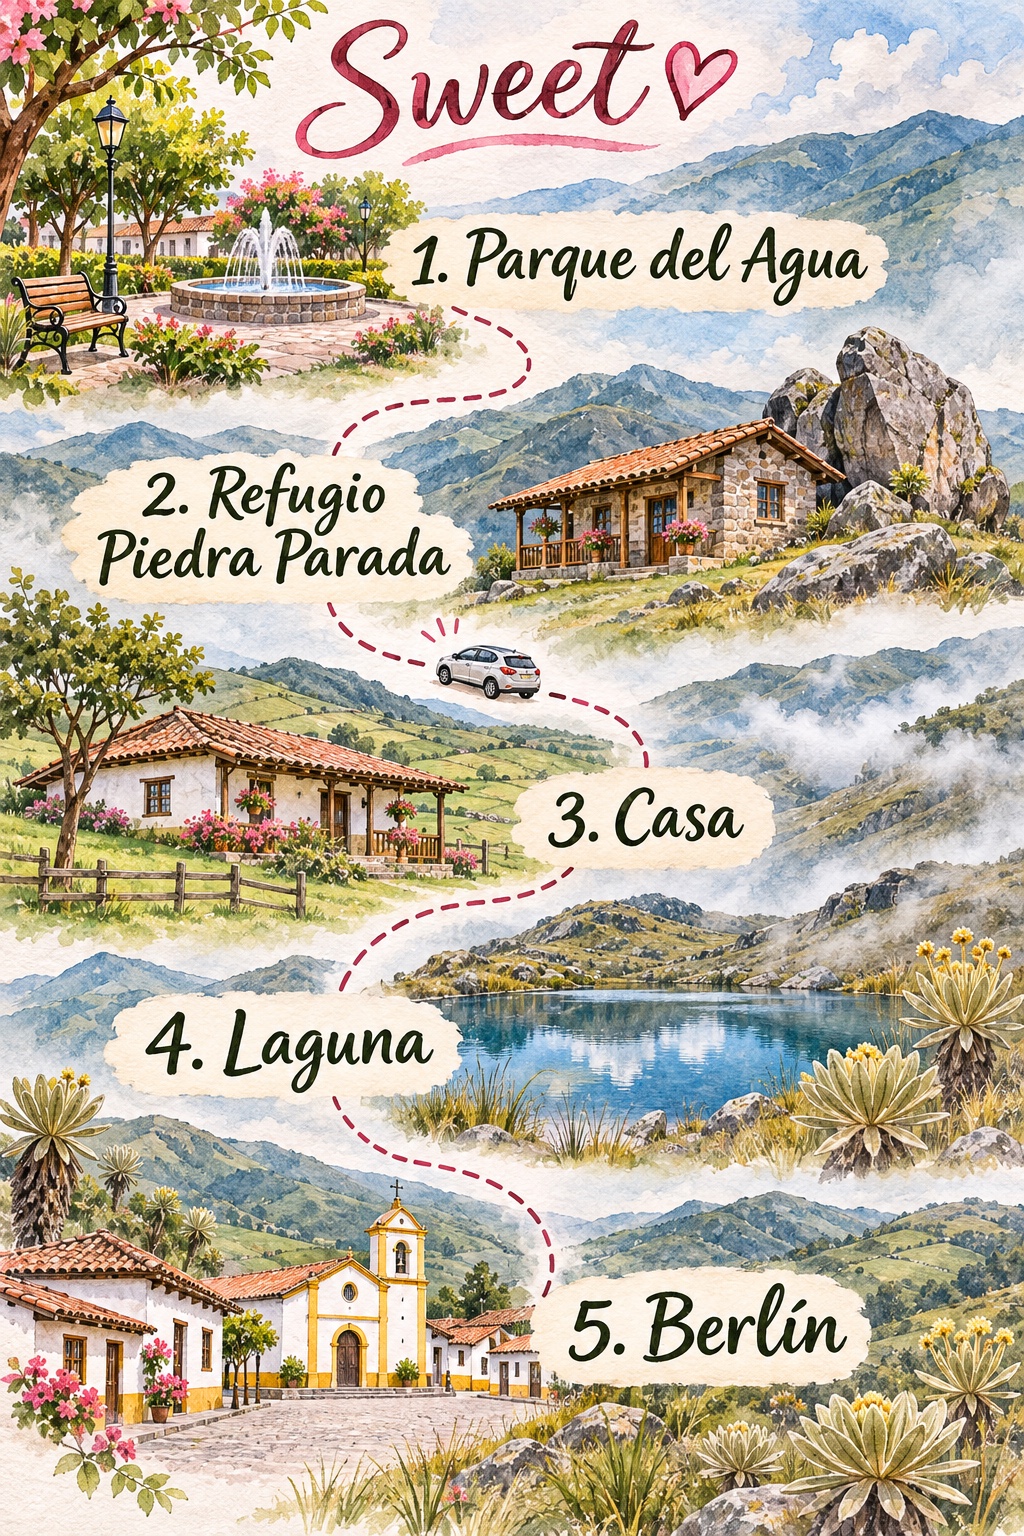 Sweet
1. Parque del Agua
2. Refugio
Piedra Parada
3. Casa
4. Laguna
5. Berlín